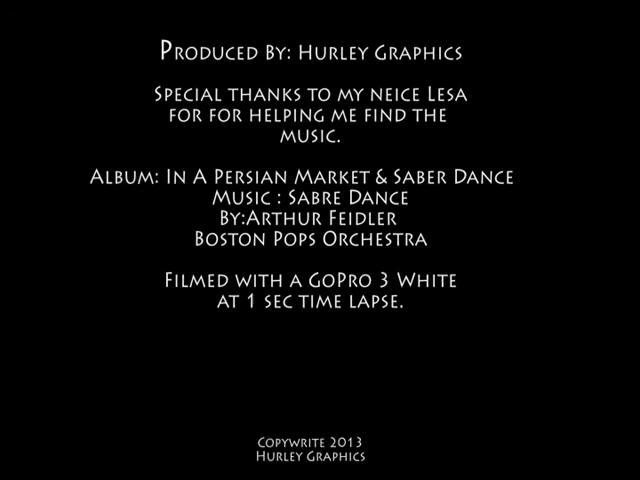 Produced By: Hurley Graphics
Special thanks to my neice Lesa
for for helping me find the
music.
Album: In A Persian Market & Saber Dance
Music : Sabre Dance
By:Arthur Feidler
Boston Pops Orchestra
Filmed with a GoPro 3 White
at 1 sec time lapse.
Copywrite 2013
Hurley Graphics